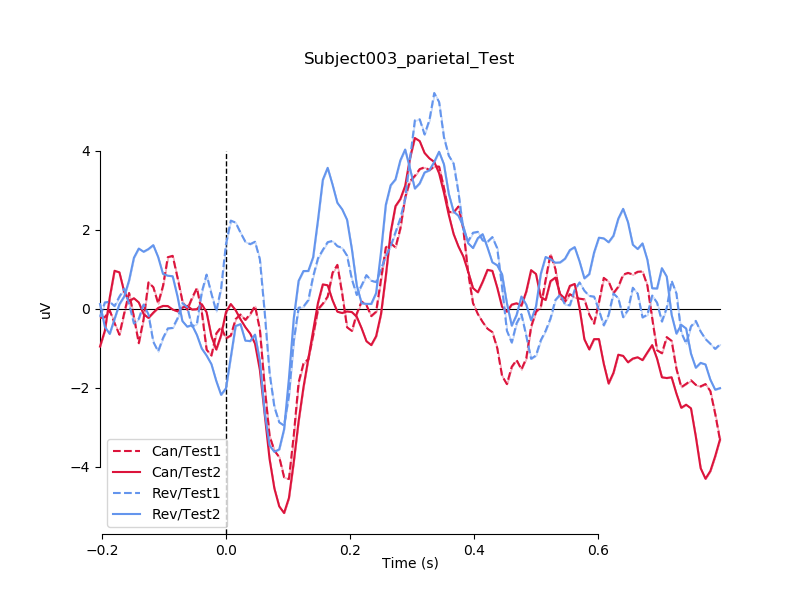 Subject003_parietal_Test
uV
4
2
0
−2
−4
Can/Test1
Can/Test2
Rev/Test1
Rev/Test2
−0.2 0.0 0.2 0.4 0.6
Time (s)